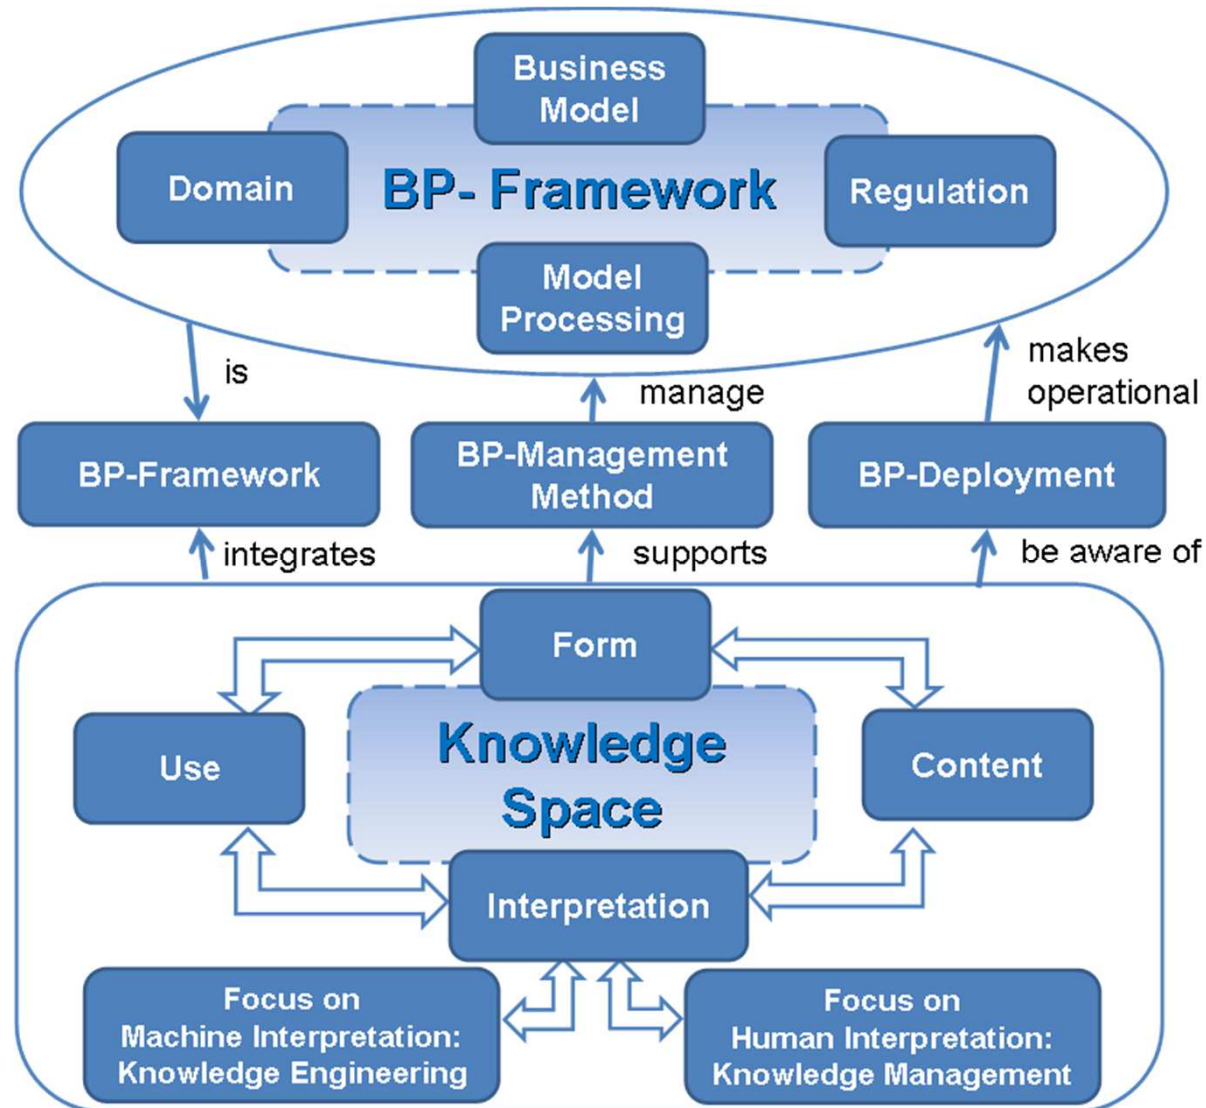 Business
Model
Domain
BP- Framework
Regulation
Model
Processing
is
manage
makes
operational
BP-Framework
BP-Management
Method
BP-Deployment
integrates
supports
be aware of
Form
Use
Knowledge
Space
Content
Interpretation
Focus on
Machine Interpretation:
Knowledge Engineering
Focus on
Human Interpretation:
Knowledge Management